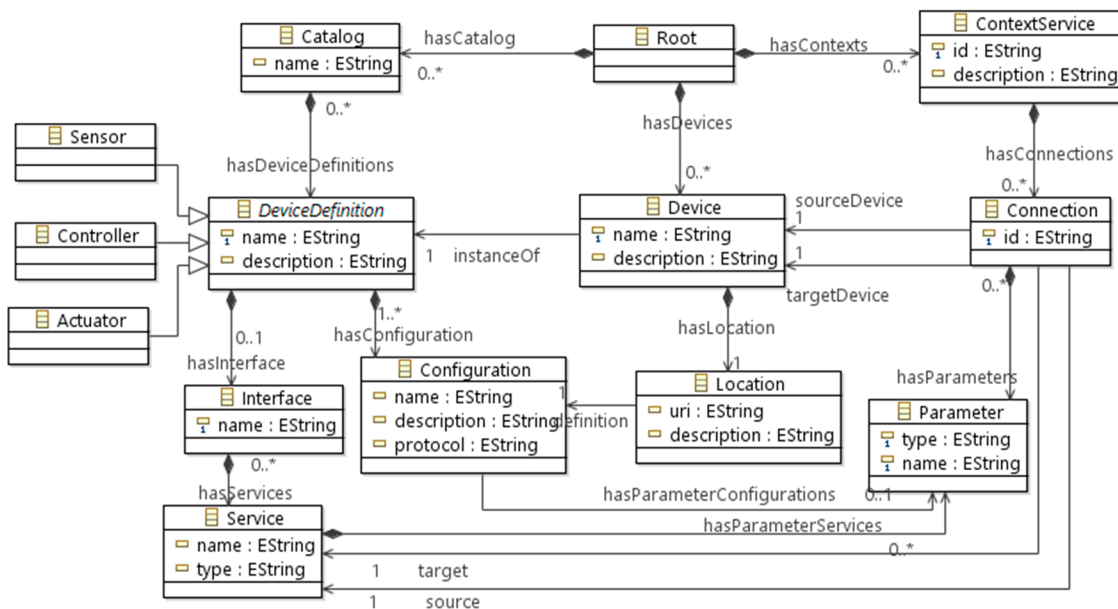 Catalog
name : EString
hasCatalog
0..*
Root
hasContexts
0..*
ContextService
id : EString
description : EString
0..*
hasDevices
hasConnections
Sensor
hasDeviceDefinitions
0..*
0..*
DeviceDefinition
name : EString
description : EString
Device
name : EString
description : EString
sourceDevice
1
Connection
id : EString
Controller
1
instanceOf
1
targetDevice
0..*
Actuator
0..1
hasInterface
1..*
hasConfiguration
hasLocation
1
hasParameters
Interface
name : EString
Configuration
name : EString
description : EString
protocol : EString
1
definition
Location
uri : EString
description : EString
Parameter
type : EString
name : EString
0..*
hasServices
hasParameterConfigurations
0..1
Service
name : EString
type : EString
hasParameterServices
0..*
1
target
1
source